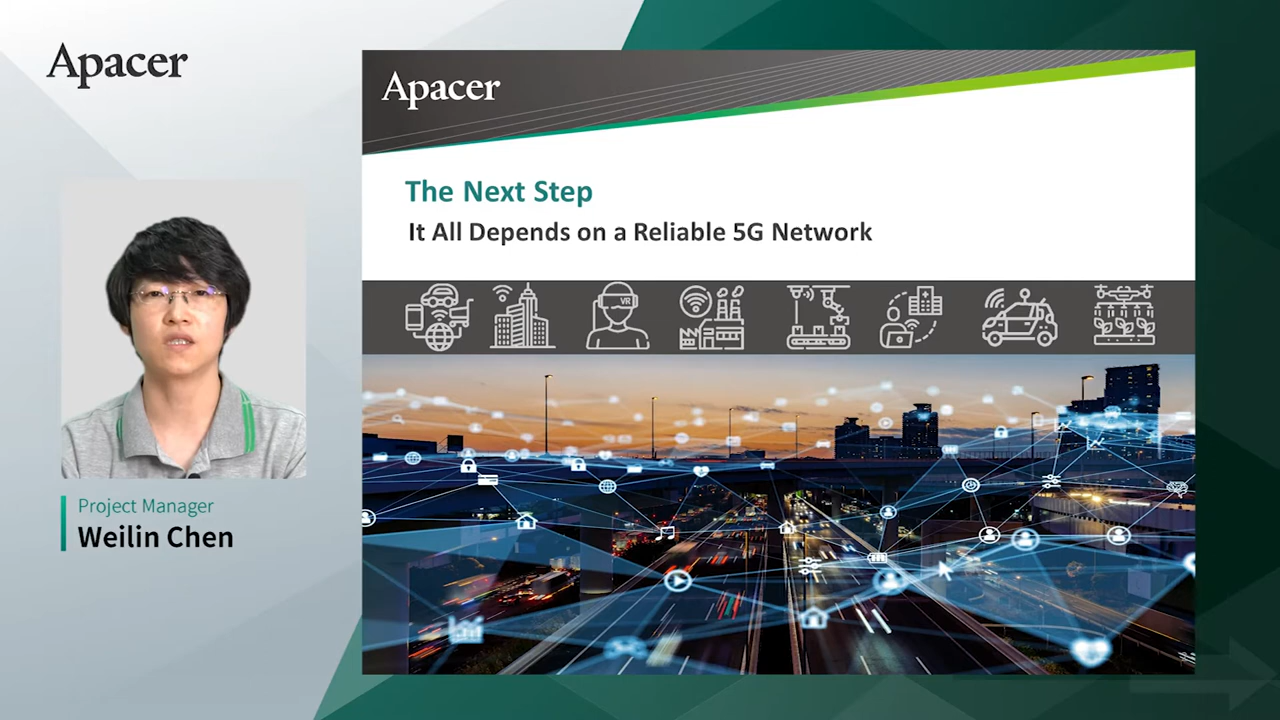 Apacer
Project Manager
Weilin Chen
Apacer
The Next Step
It All Depends on a Reliable 5G Network
VR